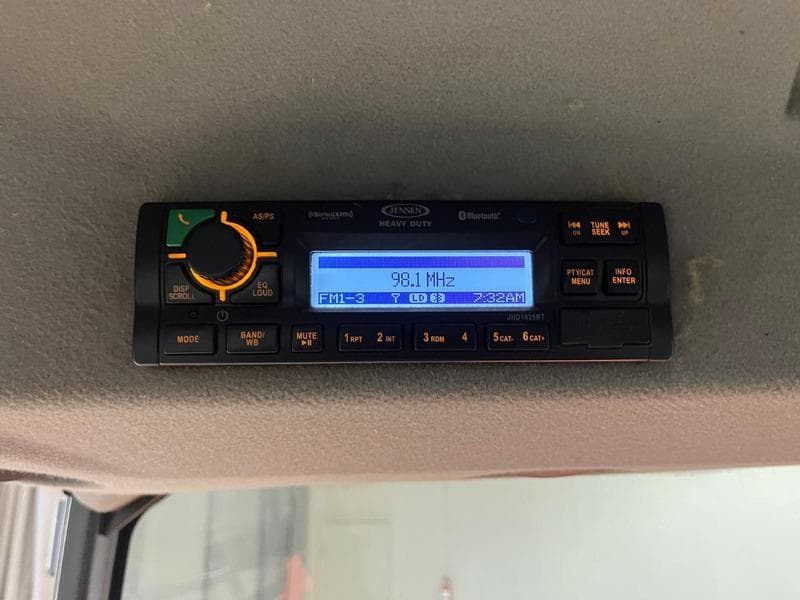 AS/PS
((SiriusXM))
READY
JENSEN
HEAVY DUTY
Bluetooth
DISP
SCROLL
EQ
LOUD
98.1 MHz
FM1-3 LD 7:32AM
DN
TUNE
SEEK
UP
PTY/CAT
MENU
INFO
ENTER
JHD1635BT
MODE
BAND/
WB
MUTE
1 RPT 2 INT
3 RDM 4
5 CAT- 6 CAT+